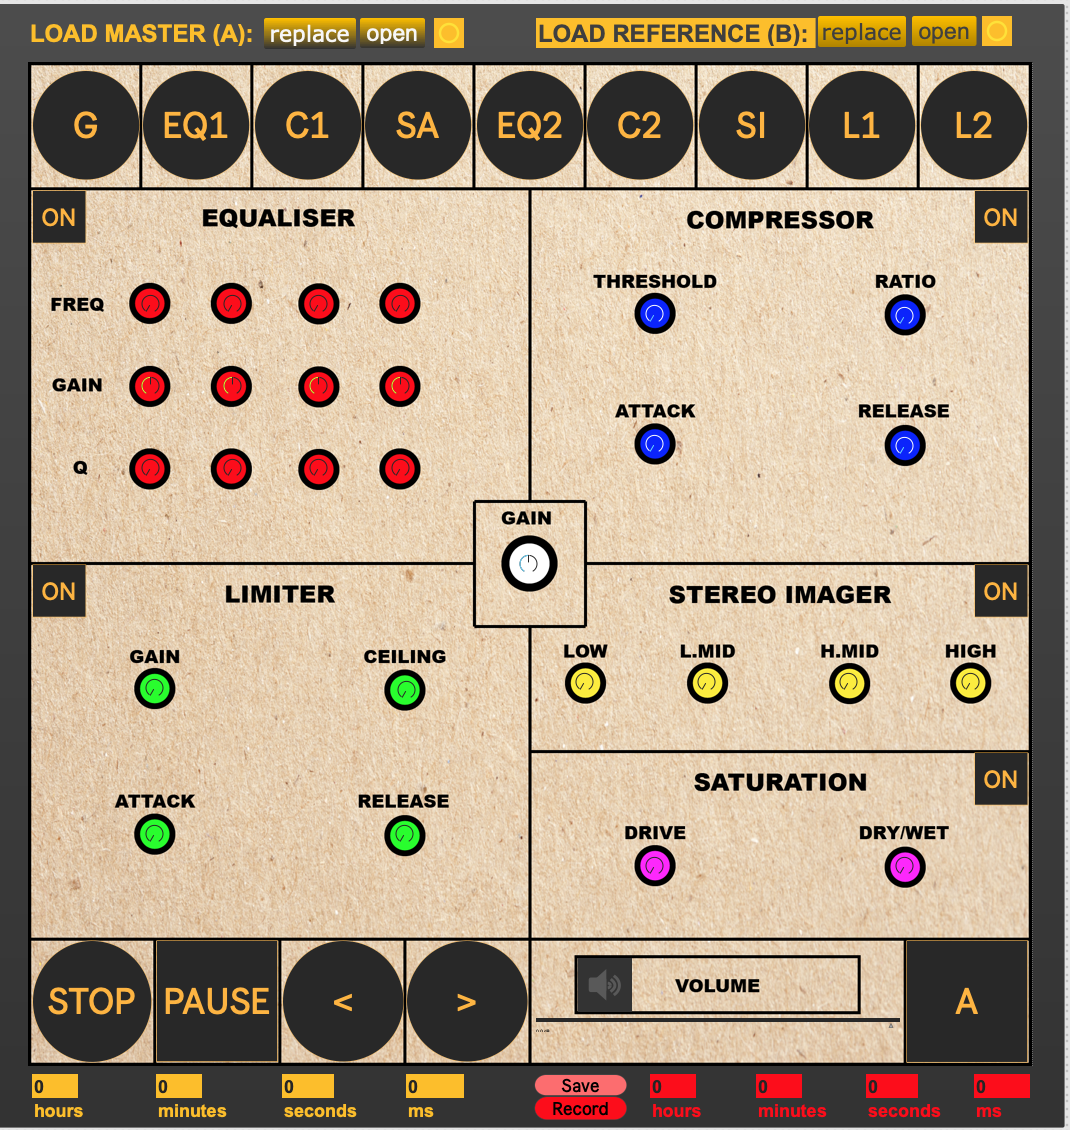 LOAD MASTER (A): replace open LOAD REFERENCE (B): replace open
G EQ1 C1 SA EQ2 C2 SI L1 L2
ON EQUALISER
FREQ
GAIN
Q
COMPRESSOR ON
THRESHOLD RATIO
ATTACK RELEASE
GAIN
ON LIMITER
GAIN CEILING
ATTACK RELEASE
STEREO IMAGER ON
LOW L.MID H.MID HIGH
SATURATION ON
DRIVE DRY/WET
STOP PAUSE < > VOLUME A
0 0 0 0 Save 0 0 0 0
hours minutes seconds ms Record hours minutes seconds ms